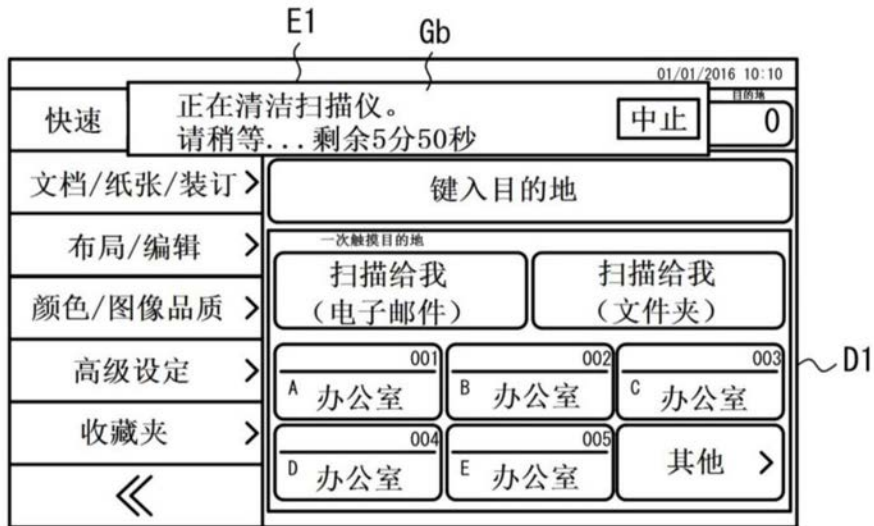 E1
Gb
01/01/2016 10:10
快速
正在清洁扫描仪。
请稍等...剩余5分50秒
中止
目的地
0
文档/纸张/装订 >
键入目的地
布局/编辑 >
一次触摸目的地
扫描给我
（电子邮件）
扫描给我
（文件夹）
颜色/图像品质 >
高级设定 >
001
A 办公室
002
B 办公室
003
C 办公室
D1
收藏夹 >
004
D 办公室
005
E 办公室
其他 >
≪